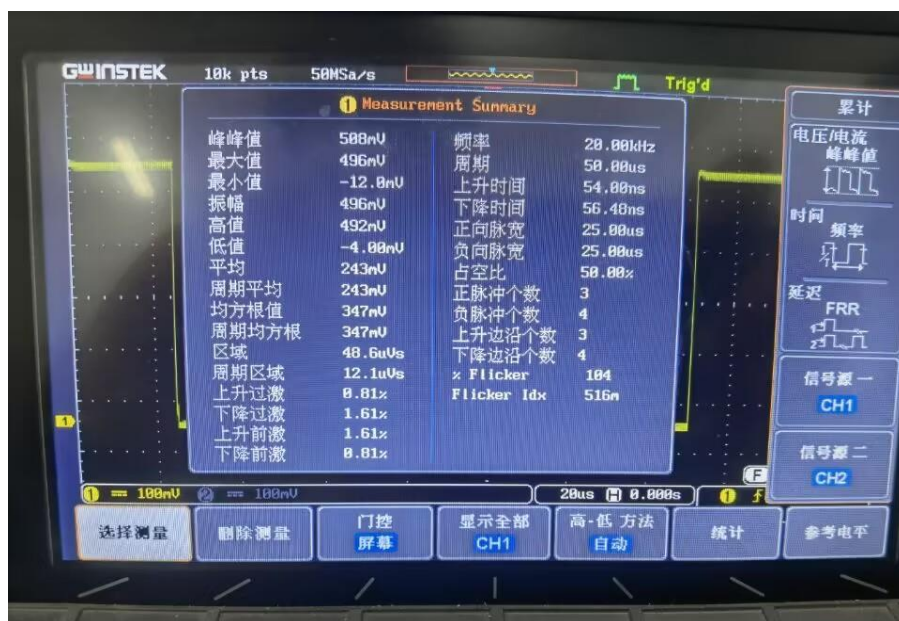 GWINSTEK 10k pts 50MSa/s Trig'd
1 Measurement Summary
峰峰值 508mV
最大值 496mV
最小值 -12.0mV
振幅 496mV
高值 492mV
低值 -4.00mV
平均 243mV
周期平均 243mV
均方根值 347mV
周期均方根 347mV
区域 48.6uVs
周期区域 12.1uVs
上升过激 0.81%
下降过激 1.61%
上升前激 1.61%
下降前激 0.81%
频率 20.00kHz
周期 50.00us
上升时间 54.00ns
下降时间 56.48ns
正向脉宽 25.00us
负向脉宽 25.00us
占空比 50.00%
正脉冲个数 3
负脉冲个数 4
上升边沿个数 3
下降边沿个数 4
% Flicker 104
Flicker Idx 516m
累计
电压/电流
峰峰值
时间
频率
延迟
FRR
1
2
信号源一
CH1
信号源二
CH2
1
F
1 100mV 2 100mV 20us H 0.000s 1
选择测量
删除测量
门控
屏幕
显示全部
CH1
高-低 方法
自动
统计
参考电平